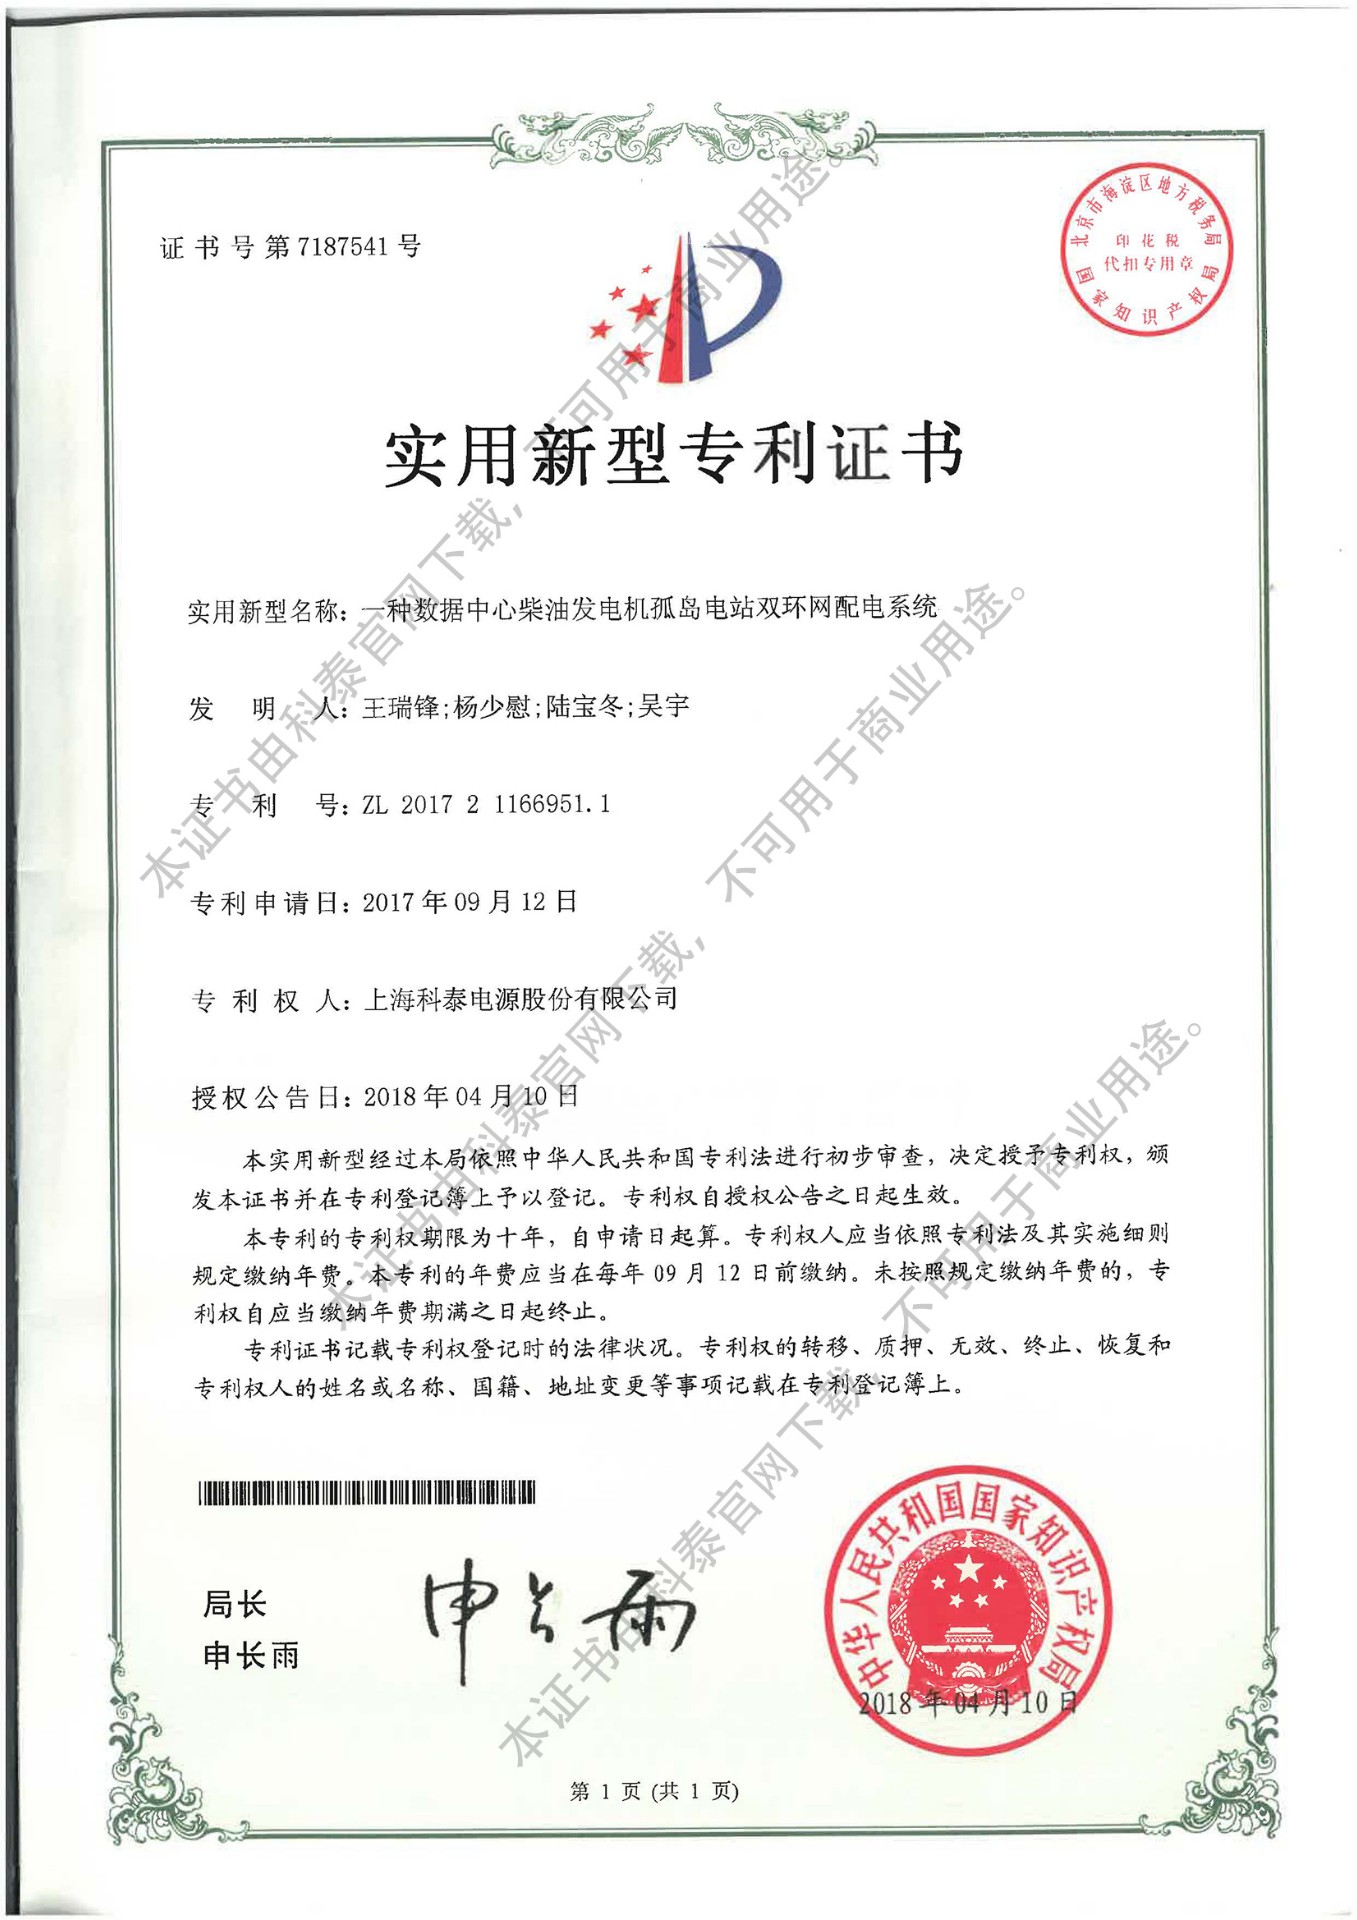 证书号第7187541号
北京市海淀区地方税务局
印花税
代扣专用章
国家知识产权局
实用新型专利证书
实用新型名称：一种数据中心柴油发电机孤岛电站双环网配电系统
发明人：王瑞锋;杨少慰;陆宝冬;吴宇
专利号：ZL 2017 2 1166951.1
专利申请日：2017年09月12日
专利权人：上海科泰电源股份有限公司
授权公告日：2018年04月10日
本实用新型经过本局依照中华人民共和国专利法进行初步审查，决定授予专利权，颁
发本证书并在专利登记簿上予以登记。专利权自授权公告之日起生效。
本专利的专利权期限为十年，自申请日起算。专利权人应当依照专利法及其实施细则
规定缴纳年费。本专利的年费应当在每年09月12日前缴纳。未按照规定缴纳年费的，专
利权自应当缴纳年费期满之日起终止。
专利证书记载专利权登记时的法律状况。专利权的转移、质押、无效、终止、恢复和
专利权人的姓名或名称、国籍、地址变更等事项记载在专利登记簿上。
局长
申长雨
申长雨
中华人民共和国国家知识产权局
2018年04月10日
第 1 页 (共 1 页)
本证书由科泰官网下载，不可用于商业用途。
本证书由科泰官网下载，不可用于商业用途。
本证书由科泰官网下载，不可用于商业用途。